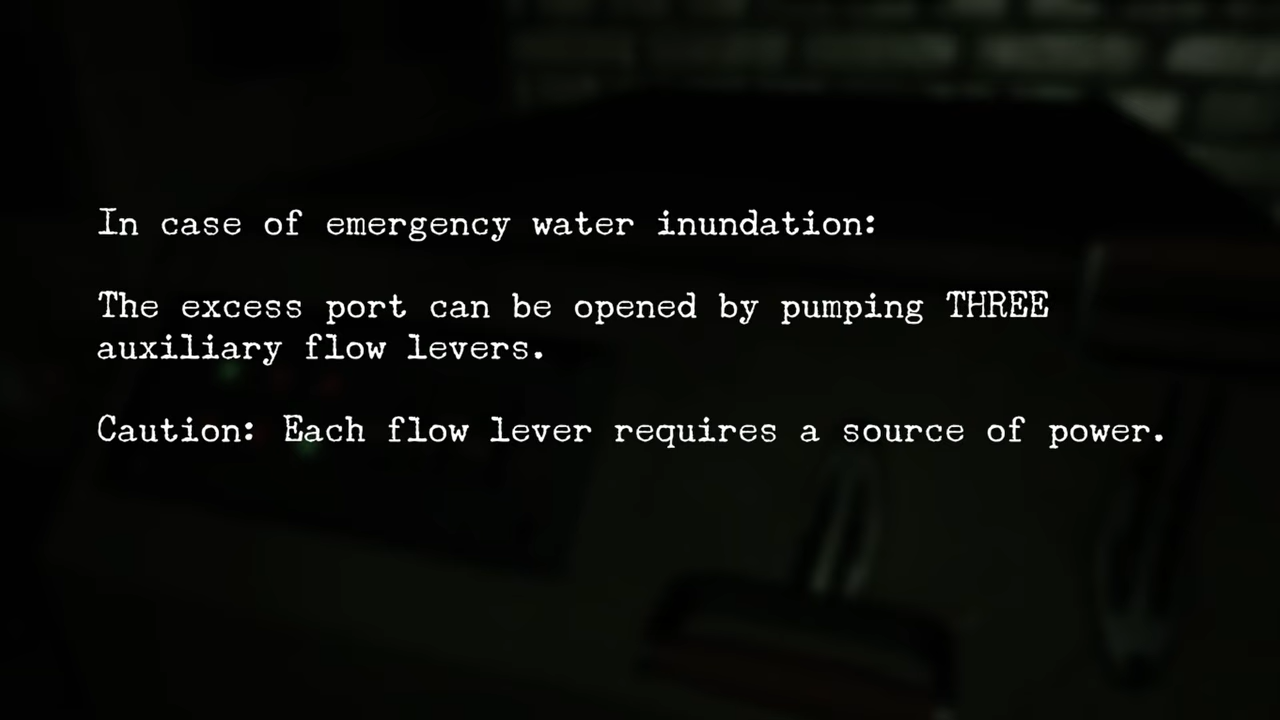 In case of emergency water inundation:
The excess port can be opened by pumping THREE
auxiliary flow levers.
Caution: Each flow lever requires a source of power.